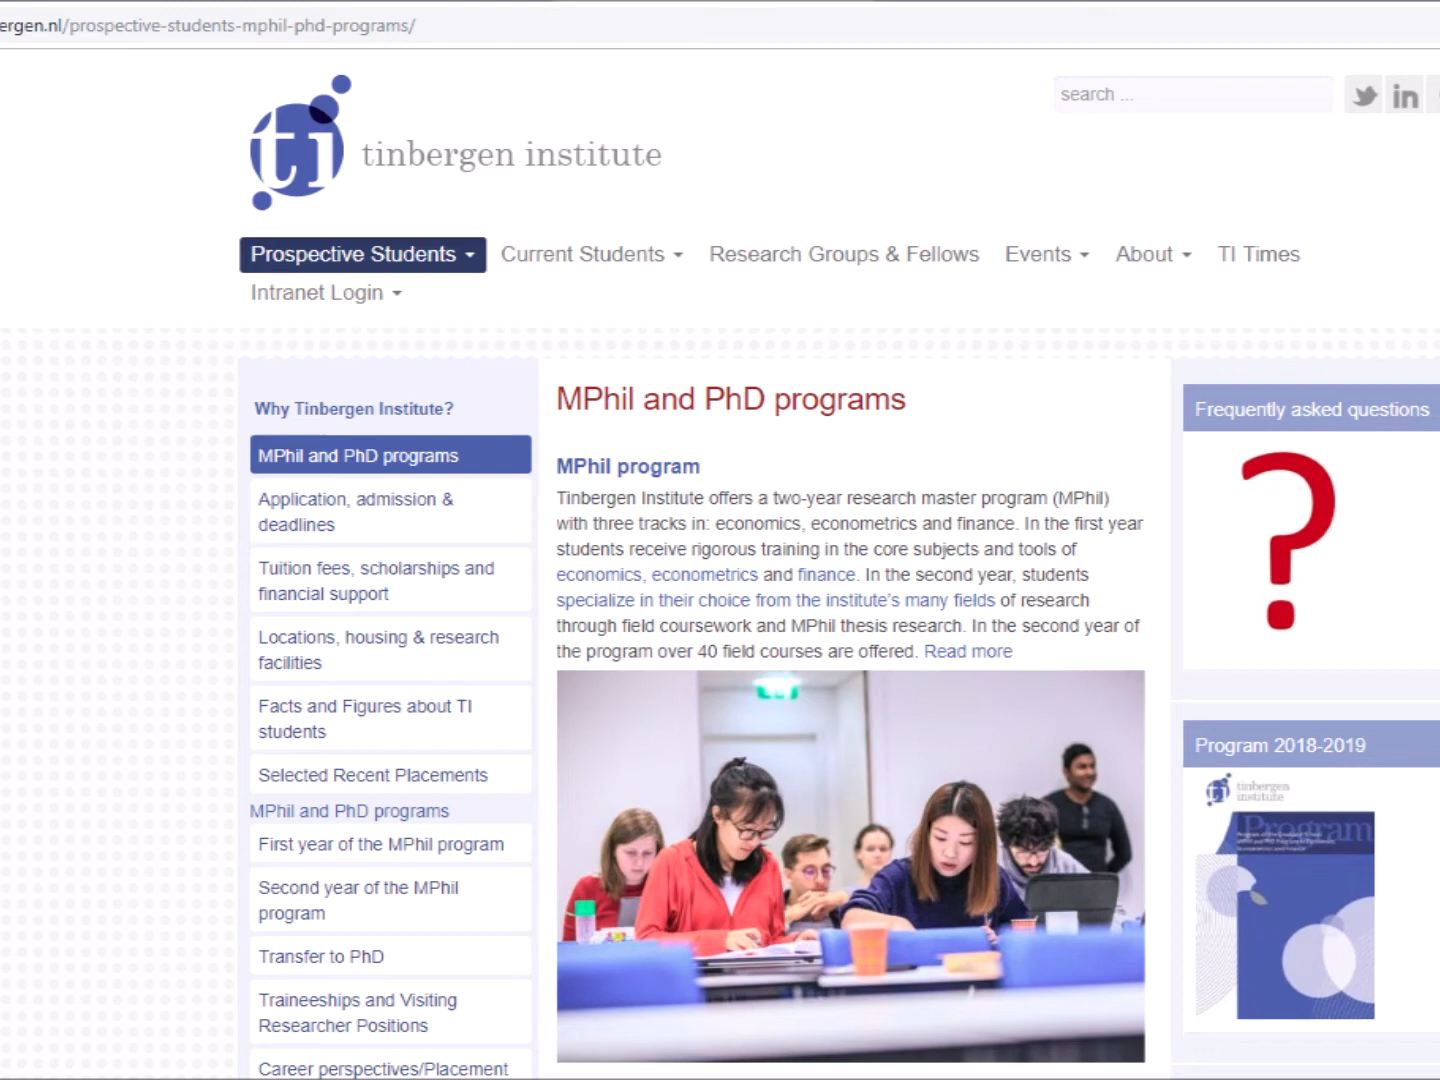 ergen.nl/prospective-students-mphil-phd-programs/
search ...
in
ti
tinbergen institute
Prospective Students
Current Students
Research Groups & Fellows
Events
About
TI Times
Intranet Login
Why Tinbergen Institute?
MPhil and PhD programs
Application, admission &
deadlines
Tuition fees, scholarships and
financial support
Locations, housing & research
facilities
Facts and Figures about TI
students
Selected Recent Placements
MPhil and PhD programs
First year of the MPhil program
Second year of the MPhil
program
Transfer to PhD
Traineeships and Visiting
Researcher Positions
Career perspectives/Placement
MPhil and PhD programs
MPhil program
Tinbergen Institute offers a two-year research master program (MPhil)
with three tracks in: economics, econometrics and finance. In the first year
students receive rigorous training in the core subjects and tools of
economics, econometrics and finance. In the second year, students
specialize in their choice from the institute's many fields of research
through field coursework and MPhil thesis research. In the second year of
the program over 40 field courses are offered. Read more
Frequently asked questions
?
Program 2018-2019
ti
tinbergen
institute
Program